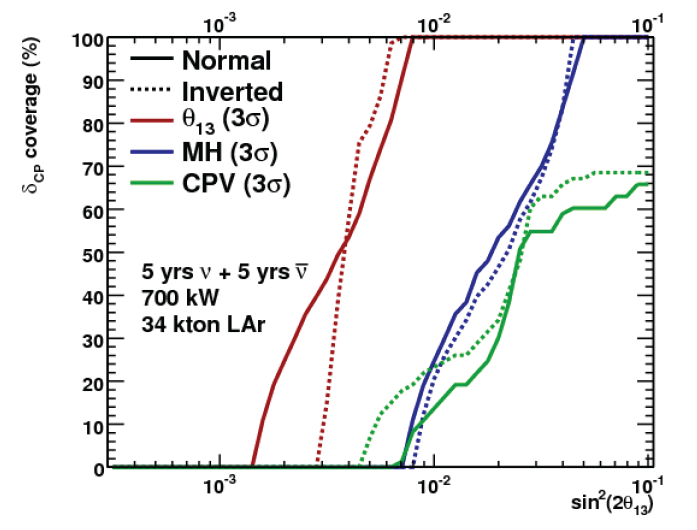 10⁻³ 10⁻² 10⁻¹
δCP coverage (%)
100
90
80
70
60
50
40
30
20
10
0
Normal
Inverted
θ13 (3σ)
MH (3σ)
CPV (3σ)
5 yrs ν + 5 yrs ν̅
700 kW
34 kton LAr
10⁻³ 10⁻² 10⁻¹
sin²(2θ13)